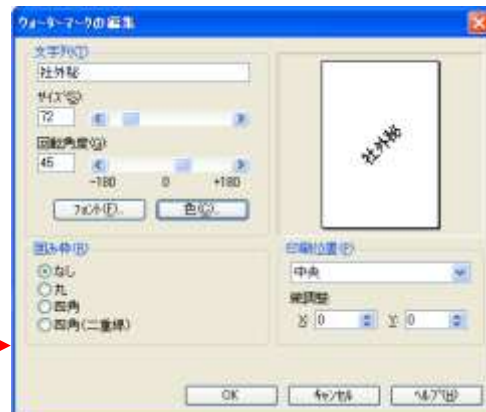 ウォーターマークの編集
文字列(T)
社外秘
サイズ(S)
72
回転角度(G)
45
-180 0 +180
フォント(F)... 色(C)...
社外秘
囲み枠(R)
なし
丸
四角
四角(二重線)
印刷位置(P)
中央
微調整
X 0 Y 0
OK キャンセル ヘルプ(H)